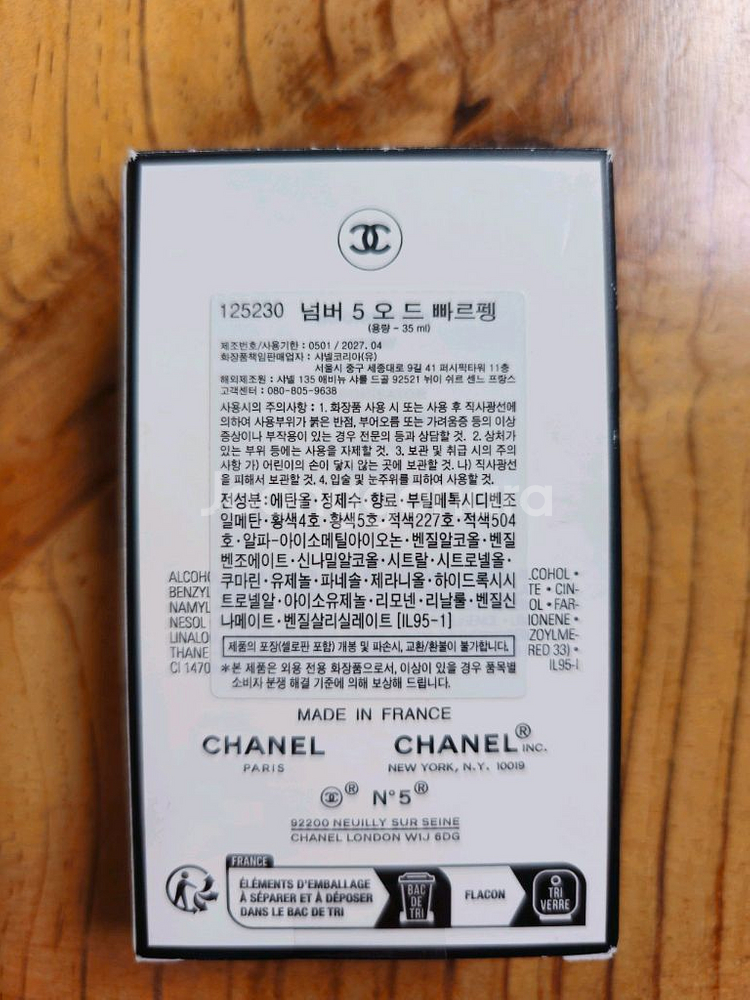 125230 넘버 5 오 드 빠르펭
(용량 - 35 ml)
제조번호/사용기한 : 0501 / 2027. 04
화장품책임판매업자 : 샤넬코리아(유)
서울시 중구 세종대로 9길 41 퍼시픽타워 11층
해외제조원 : 샤넬 135 애비뉴 샤를 드골 92521 뉘이 쉬르 센느 프랑스
고객센터 : 080-805-9638
사용시의 주의사항 : 1. 화장품 사용 시 또는 사용 후 직사광선에
의하여 사용부위가 붉은 반점, 부어오름 또는 가려움증 등의 이상
증상이나 부작용이 있는 경우 전문의 등과 상담할 것. 2. 상처가
있는 부위 등에는 사용을 자제할 것. 3. 보관 및 취급 시의 주의
사항 가) 어린이의 손이 닿지 않는 곳에 보관할 것. 나) 직사광선
을 피해서 보관할 것. 4. 입술 및 눈주위를 피하여 사용할 것.
전성분 : 에탄올·정제수·향료·부틸메톡시디벤조
일메탄·황색4호·황색5호·적색227호·적색504
호·알파-아이소메틸아이오논·벤질알코올·벤질
벤조에이트·신나밀알코올·시트랄·시트로넬올·
쿠마린·유제놀·파네솔·제라니올·하이드록시시
트로넬알·아이소유제놀·리모넨·리날룰·벤질신
나메이트·벤질살리실레이트 [IL95-1]
ALCOH COHOL •
BENZYL TE • CIN-
NAMYL OL • FAR-
NESOL IONENE •
LINALO ZOYLME-
THANE RED 33) •
CI 1470 IL95-1
제품의 포장(셀로판 포함) 개봉 및 파손시, 교환/환불이 불가합니다.
*본 제품은 외용 전용 화장품으로서, 이상이 있을 경우 품목별
소비자 분쟁 해결 기준에 의해 보상해 드립니다.
MADE IN FRANCE
CHANEL CHANEL® INC.
PARIS NEW YORK, N.Y. 10019
® N°5®
92200 NEUILLY SUR SEINE
CHANEL LONDON W1J 6DG
FRANCE
ÉLÉMENTS D'EMBALLAGE
À SÉPARER ET À DÉPOSER
DANS LE BAC DE TRI
BAC
DE
TRI
FLACON
TRI
VERRE